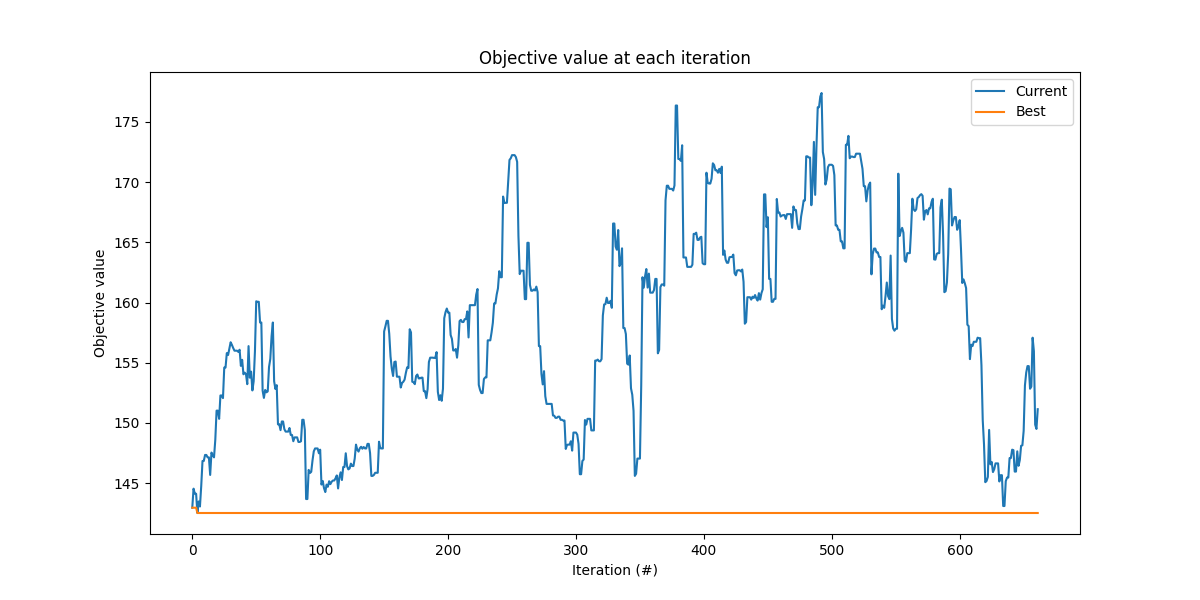 Objective value at each iteration
Current
Best
175
170
165
160
155
150
145
Objective value
0 100 200 300 400 500 600
Iteration (#)